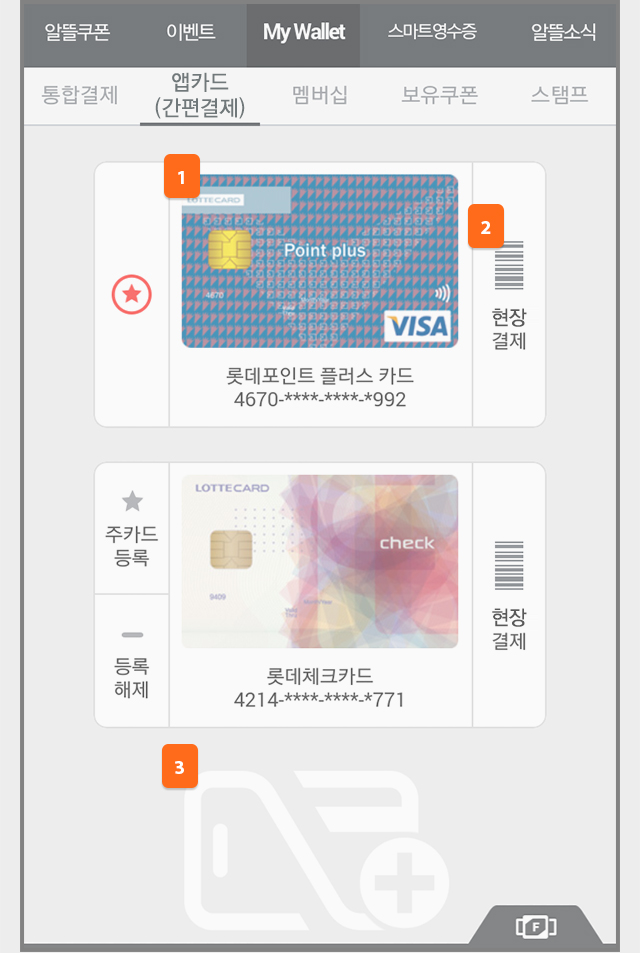 알뜰쿠폰 이벤트 My Wallet 스마트영수증 알뜰소식
통합결제 앱카드 멤버십 보유쿠폰 스탬프
(간편결제)
1
LOTTECARD
2
Point plus
4670
VISA
현장
결제
롯데포인트 플러스 카드
4670-****-****-*992
LOTTECARD
주카드
등록
check
9409
현장
결제
등록
해제
롯데체크카드
4214-****-****-*771
3
F